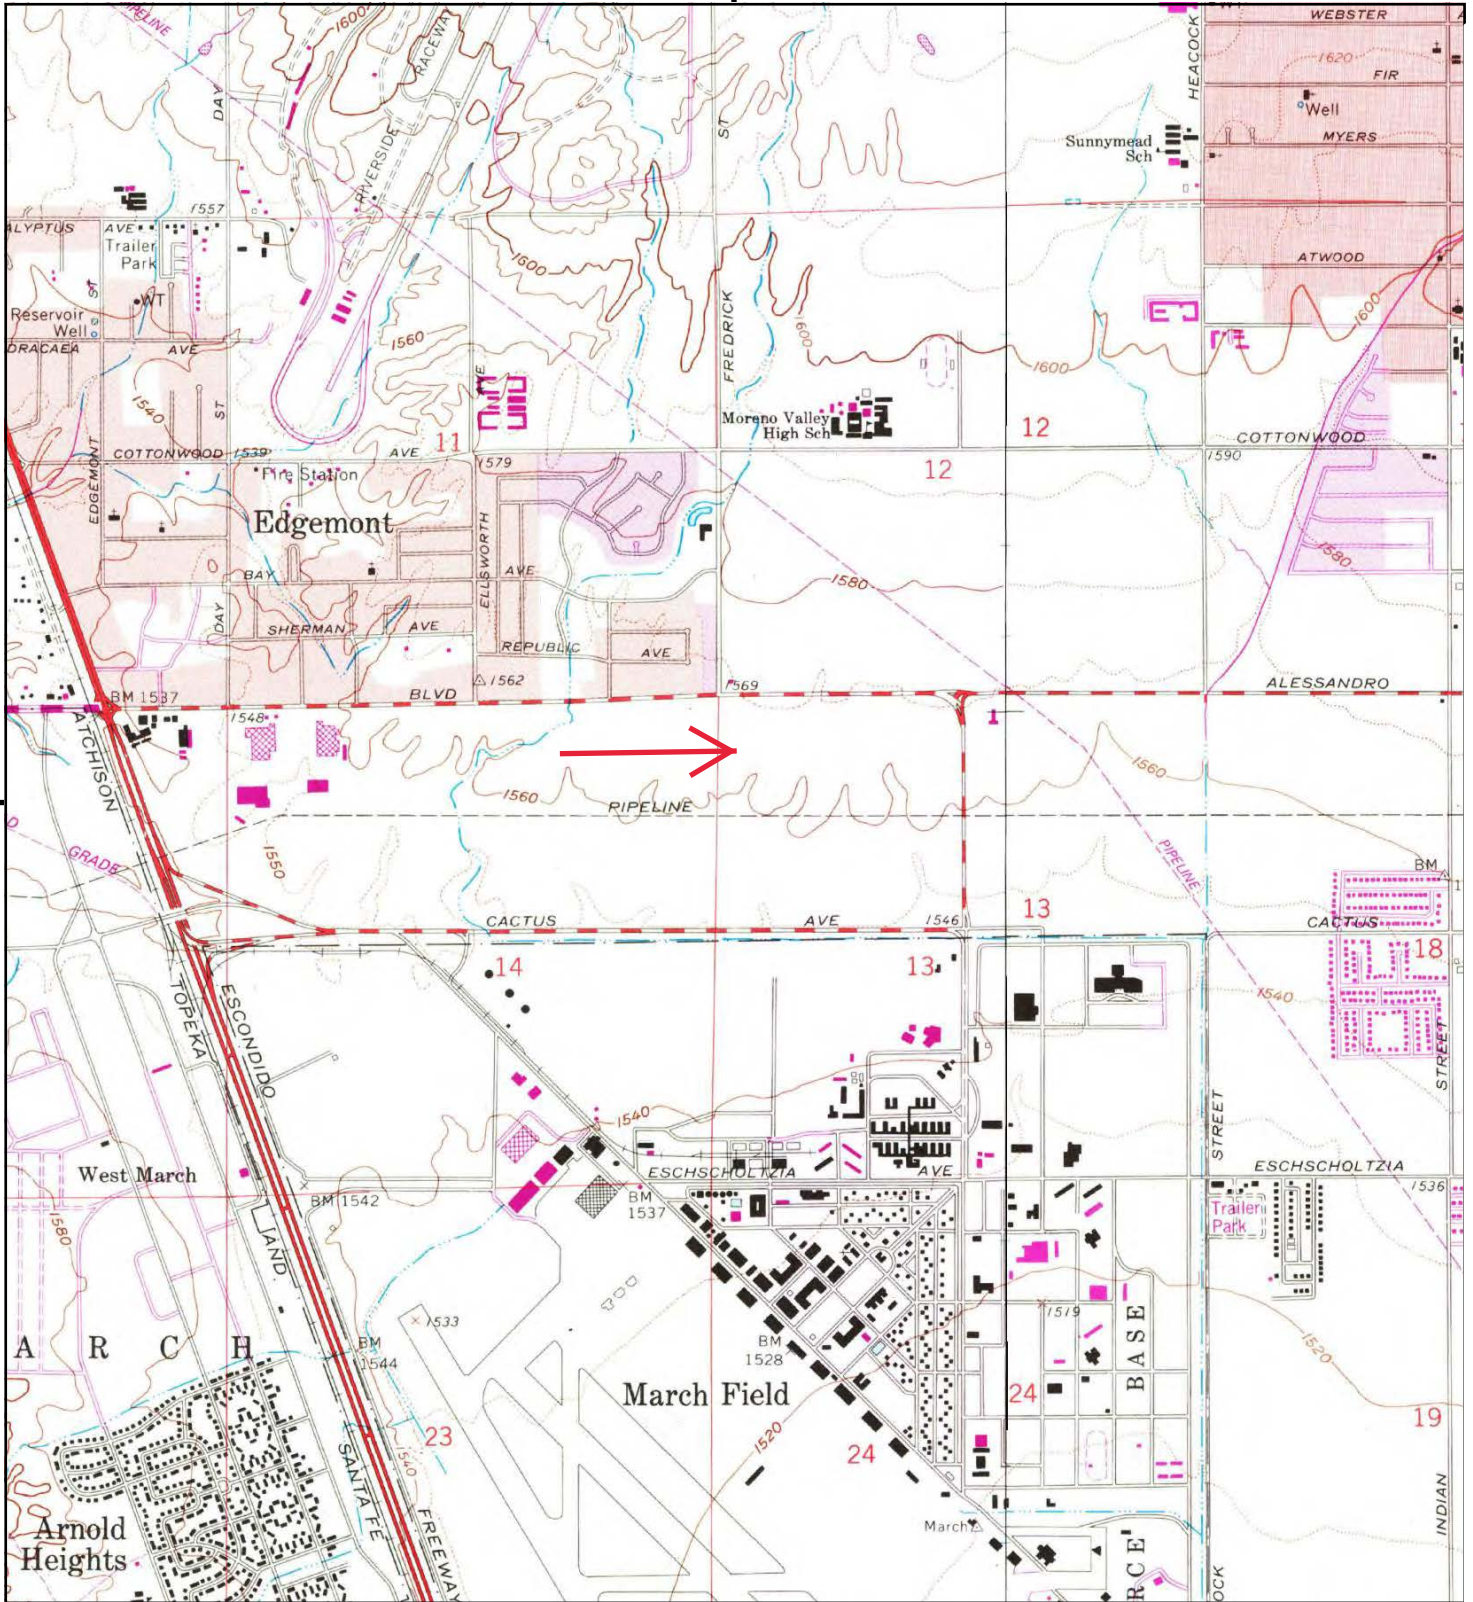 PIPELINE
1600
RACEWAY
HEACOCK
WEBSTER
1620
FIR
Well
MYERS
DAY
ST
RIVERSIDE
Sunnymead
Sch
1557
ALYPTUS
AVE
Trailer
Park
1600
ATWOOD
ST
WT
Reservoir
Well
1560
FREDRICK
1600
1600
DRACAEA
AVE
1600
AVE
1540
ST
Moreno Valley
High Sch
11
12
EDGEMONT
COTTONWOOD
1539
AVE
1579
12
COTTONWOOD
1590
Fire Station
Edgemont
ELLSWORTH
1580
BAY
AVE
1580
DAY
SHERMAN
AVE
REPUBLIC
AVE
1562
1569
BM 1537
BLVD
ALESSANDRO
ATCHISON
1548
1
1560
1560
PIPELINE
D
GRADE
1550
PIPELINE
BM
1
CACTUS
AVE
1546
13
CACTUS
14
13
18
TOPEKA
ESCONDIDO
1540
STREET
1540
STREET
West March
ESCHSCHOLTZIA
AVE
ESCHSCHOLTZIA
BM 1542
BM
1537
1536
Trailer
Park
1580
LAND
1533
1519
BASE
A R C H
BM
1544
BM
1528
1520
March Field
24
23
1520
24
19
1540
SANTA FE
FREEWAY
INDIAN
Arnold
Heights
March
RCE
OCK